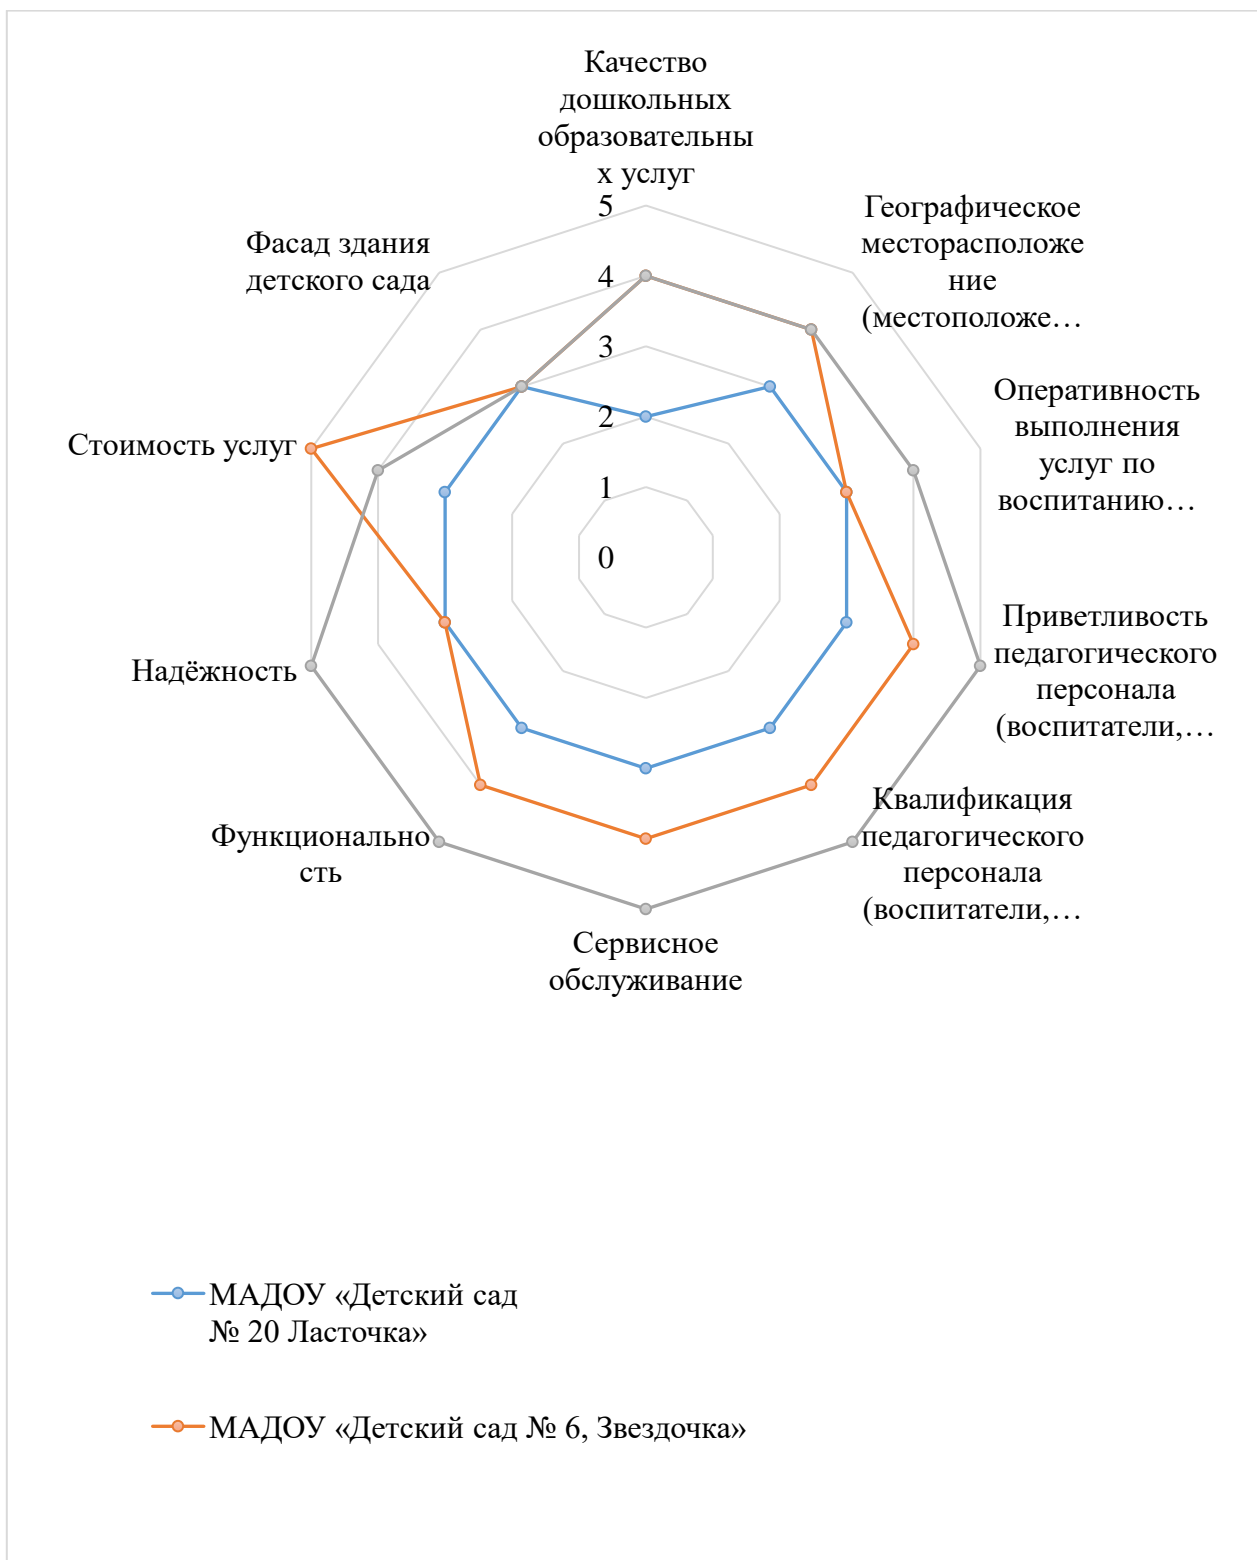 Качество
дошкольных
образовательны
х услуг
Географическое
месторасположе
ние
(местоположе…
Оперативность
выполнения
услуг по
воспитанию…
Приветливость
педагогического
персонала
(воспитатели,…
Квалификация
педагогического
персонала
(воспитатели,…
Сервисное
обслуживание
Функционально
сть
Надёжность
Стоимость услуг
Фасад здания
детского сада
5
4
3
2
1
0
МАДОУ «Детский сад
№ 20 Ласточка»
МАДОУ «Детский сад № 6, Звездочка»